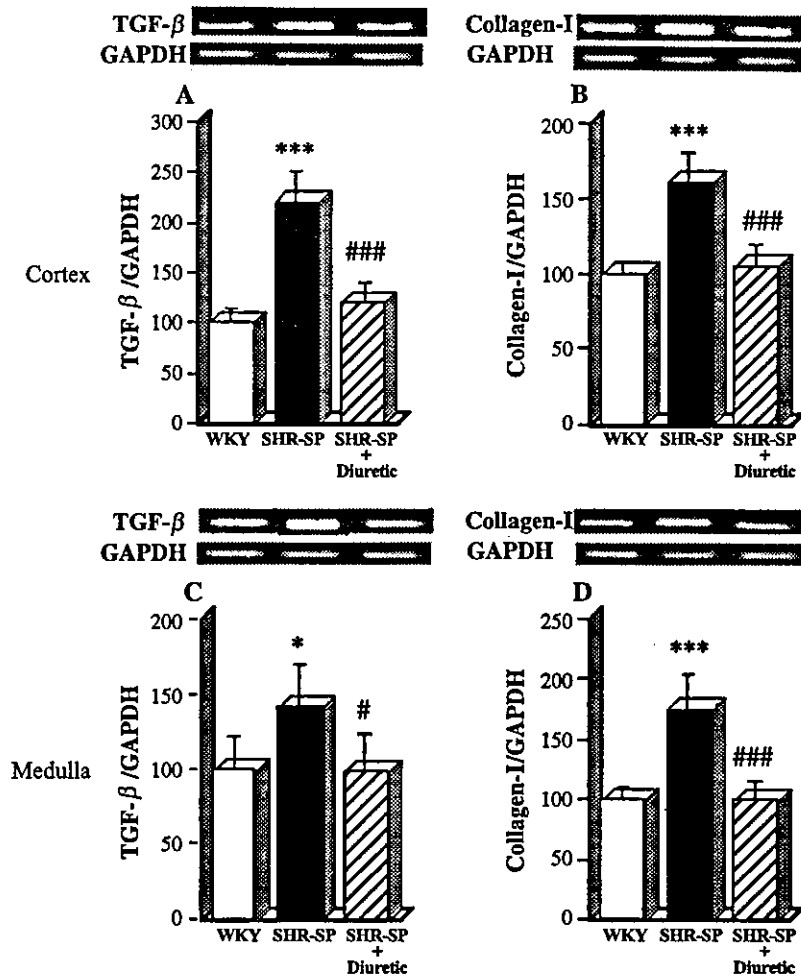 TGF-β
GAPDH
Collagen-I
GAPDH
A
300
250
200
150
100
50
0
TGF-β/GAPDH
Cortex
***
###
WKY
SHR-SP
SHR-SP
+
Diuretic
B
200
150
100
50
0
Collagen-I/GAPDH
***
###
WKY
SHR-SP
SHR-SP
+
Diuretic
TGF-β
GAPDH
Collagen-I
GAPDH
C
200
150
100
50
0
TGF-β/GAPDH
Medulla
*
#
WKY
SHR-SP
SHR-SP
+
Diuretic
D
250
200
150
100
50
0
Collagen-I/GAPDH
***
###
WKY
SHR-SP
SHR-SP
+
Diuretic